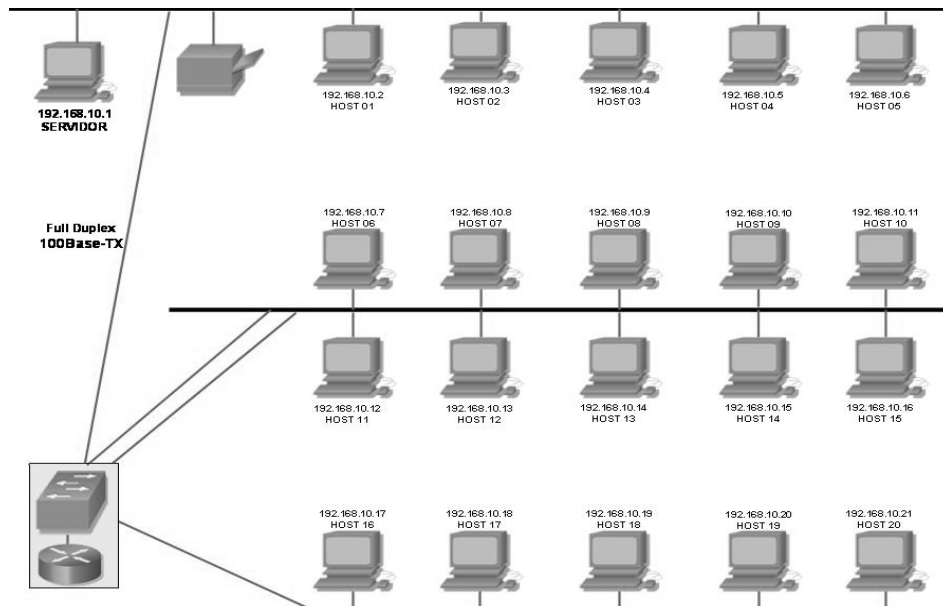 192.168.10.1
SERVIDOR
192.168.10.2
HOST 01
192.168.10.3
HOST 02
192.168.10.4
HOST 03
192.168.10.5
HOST 04
192.168.10.6
HOST 05
Full Duplex
100Base-TX
192.168.10.7
HOST 06
192.168.10.8
HOST 07
192.168.10.9
HOST 08
192.168.10.10
HOST 09
192.168.10.11
HOST 10
192.168.10.12
HOST 11
192.168.10.13
HOST 12
192.168.10.14
HOST 13
192.168.10.15
HOST 14
192.168.10.16
HOST 15
192.168.10.17
HOST 16
192.168.10.18
HOST 17
192.168.10.19
HOST 18
192.168.10.20
HOST 19
192.168.10.21
HOST 20